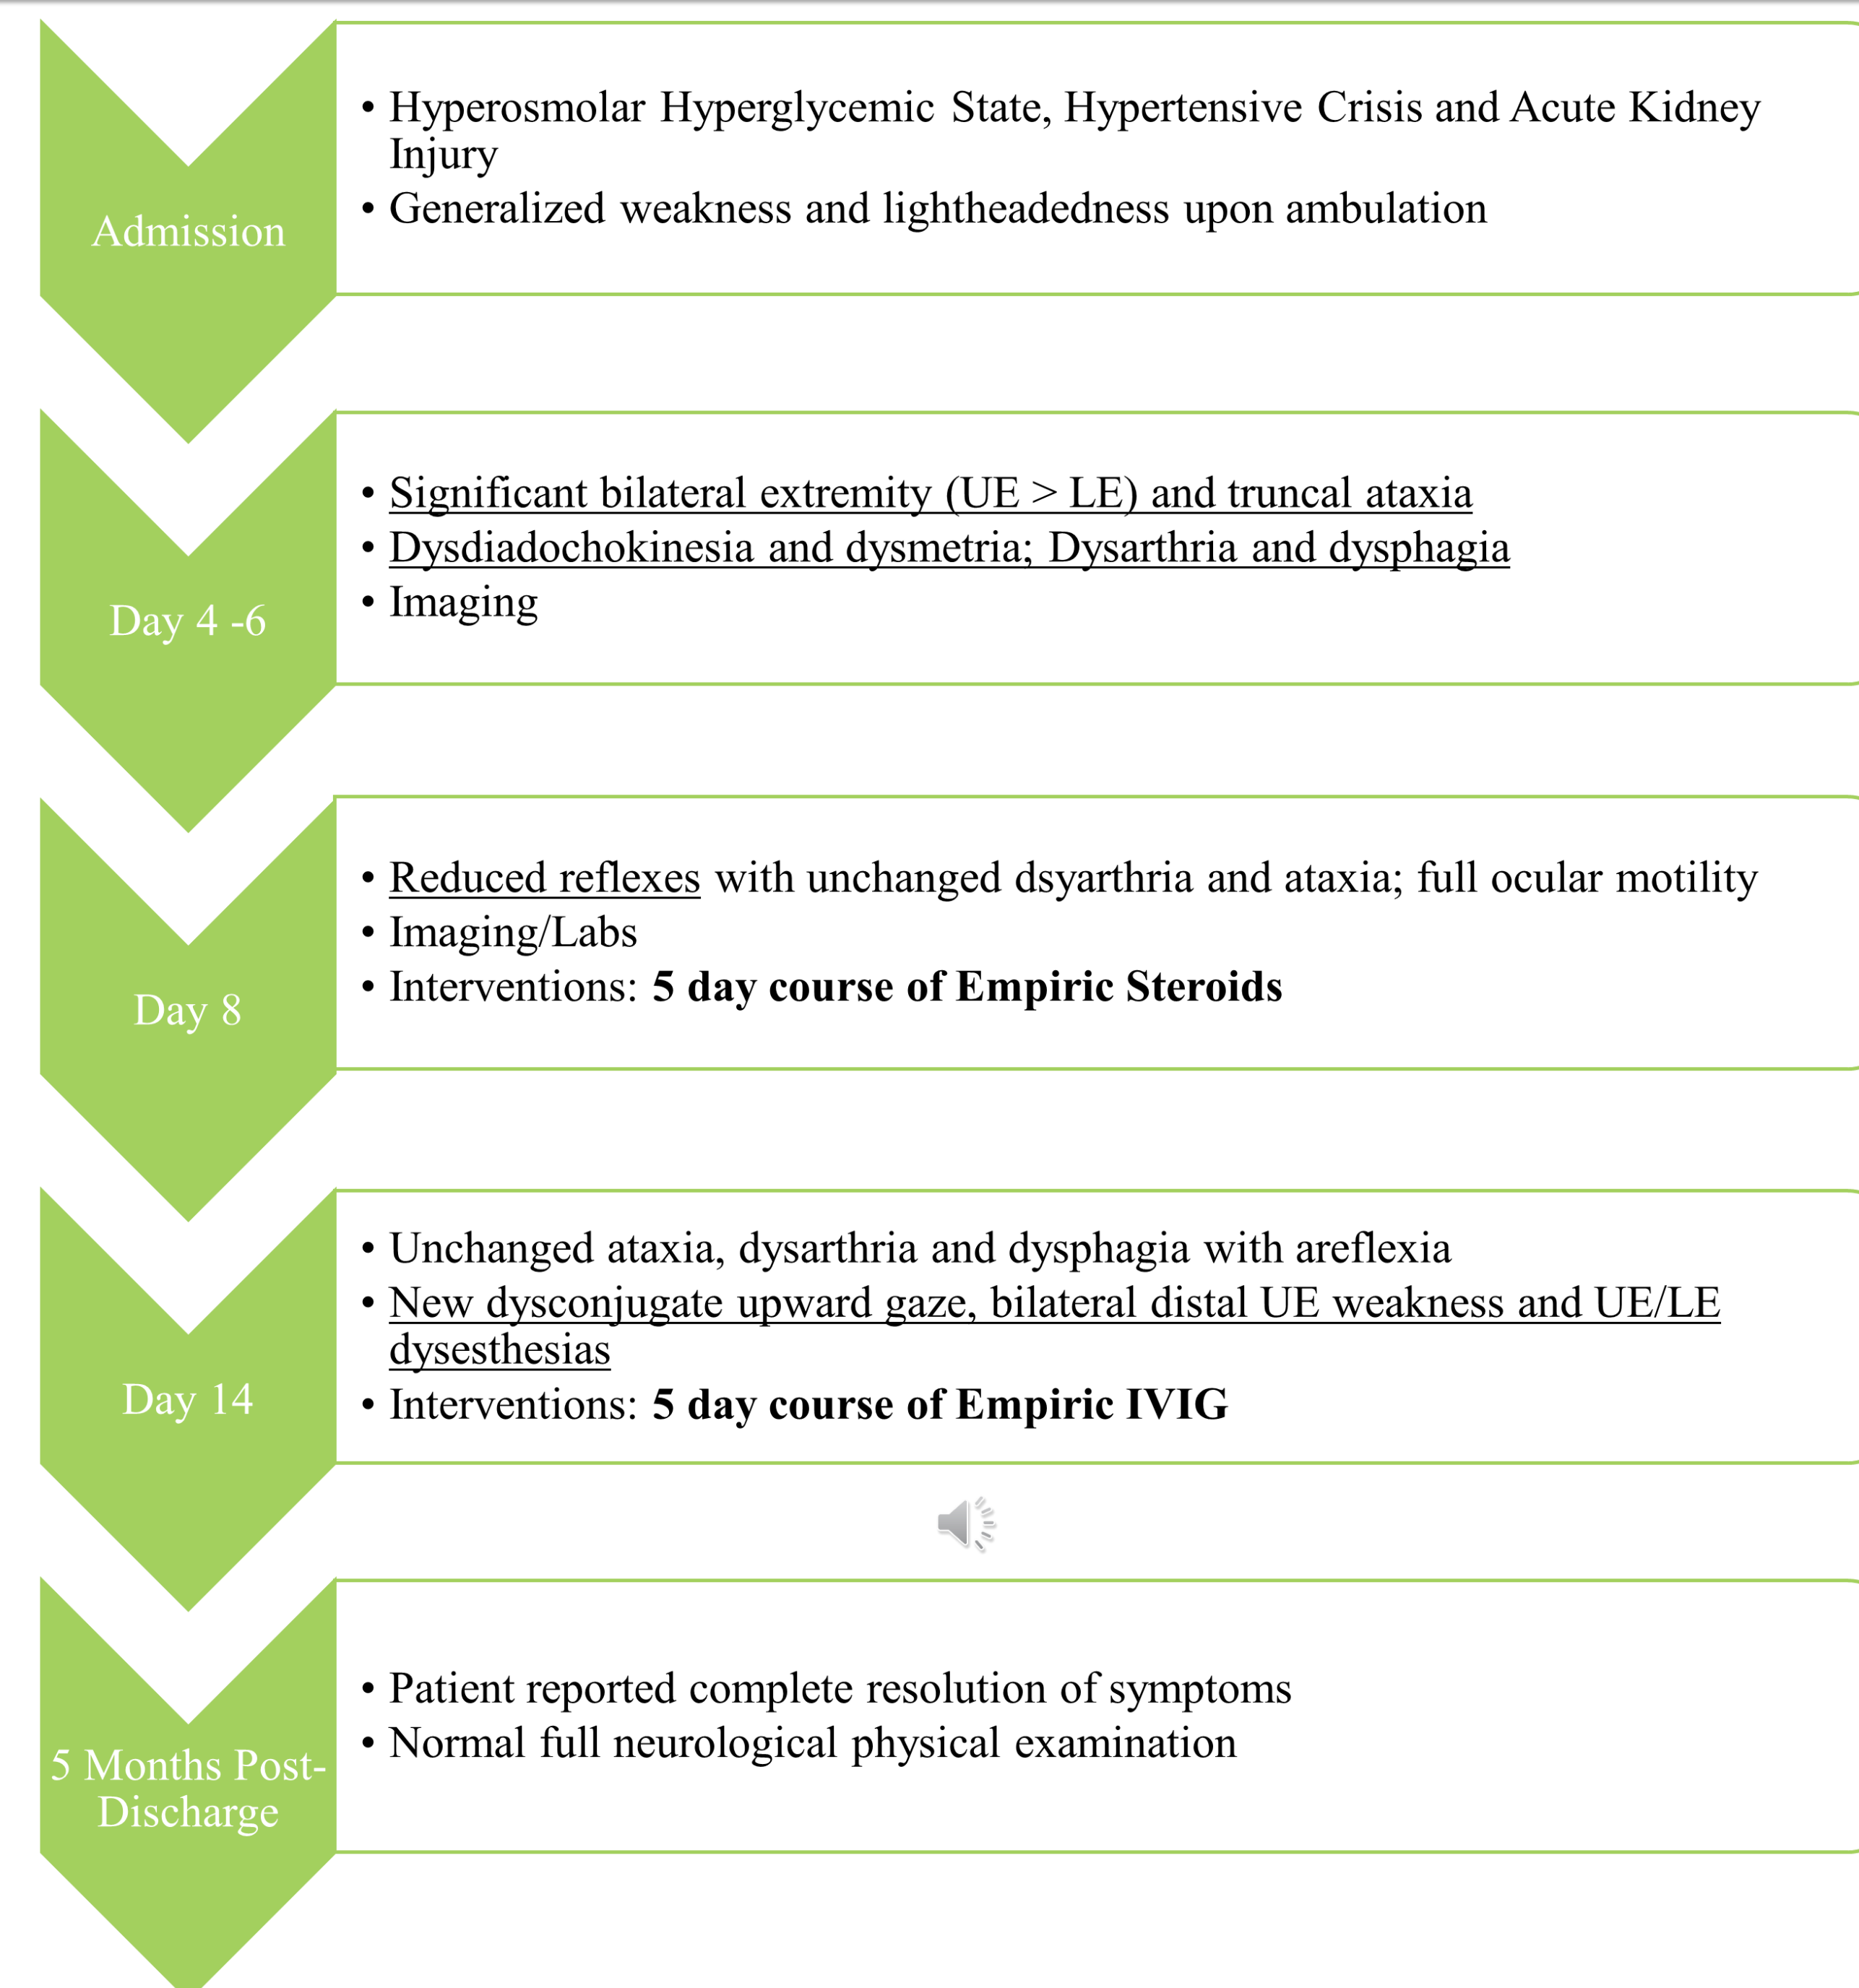 Admission
• Hyperosmolar Hyperglycemic State, Hypertensive Crisis and Acute Kidney
Injury
• Generalized weakness and lightheadedness upon ambulation
Day 4 -6
• Significant bilateral extremity (UE > LE) and truncal ataxia
• Dysdiadochokinesia and dysmetria; Dysarthria and dysphagia
• Imaging
Day 8
• Reduced reflexes with unchanged dsyarthria and ataxia; full ocular motility
• Imaging/Labs
• Interventions: 5 day course of Empiric Steroids
Day 14
• Unchanged ataxia, dysarthria and dysphagia with areflexia
• New dysconjugate upward gaze, bilateral distal UE weakness and UE/LE
dysesthesias
• Interventions: 5 day course of Empiric IVIG
5 Months Post-
Discharge
• Patient reported complete resolution of symptoms
• Normal full neurological physical examination